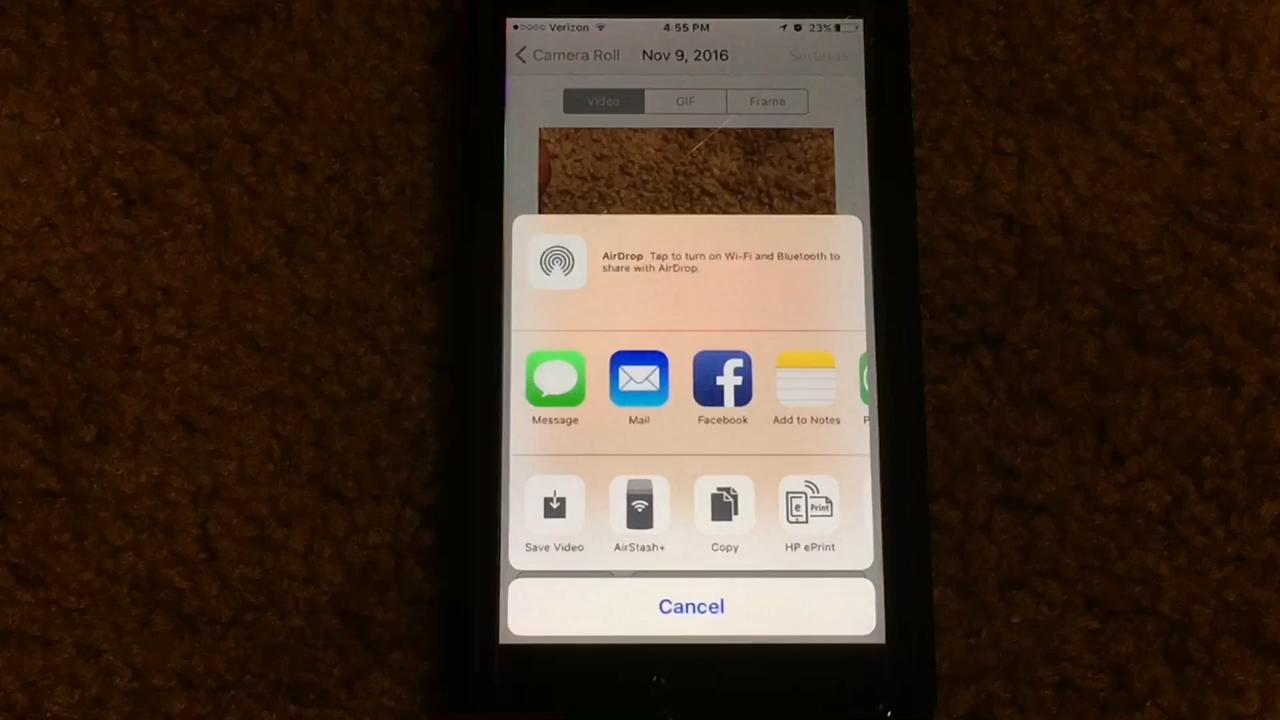 Verizon 4:55 PM 23%
Camera Roll Nov 9, 2016
Video GIF Frame
AirDrop Tap to turn on Wi-Fi and Bluetooth to
share with AirDrop.
Message Mail Facebook Add to Notes
e Print
Save Video AirStash+ Copy HP ePrint
Cancel